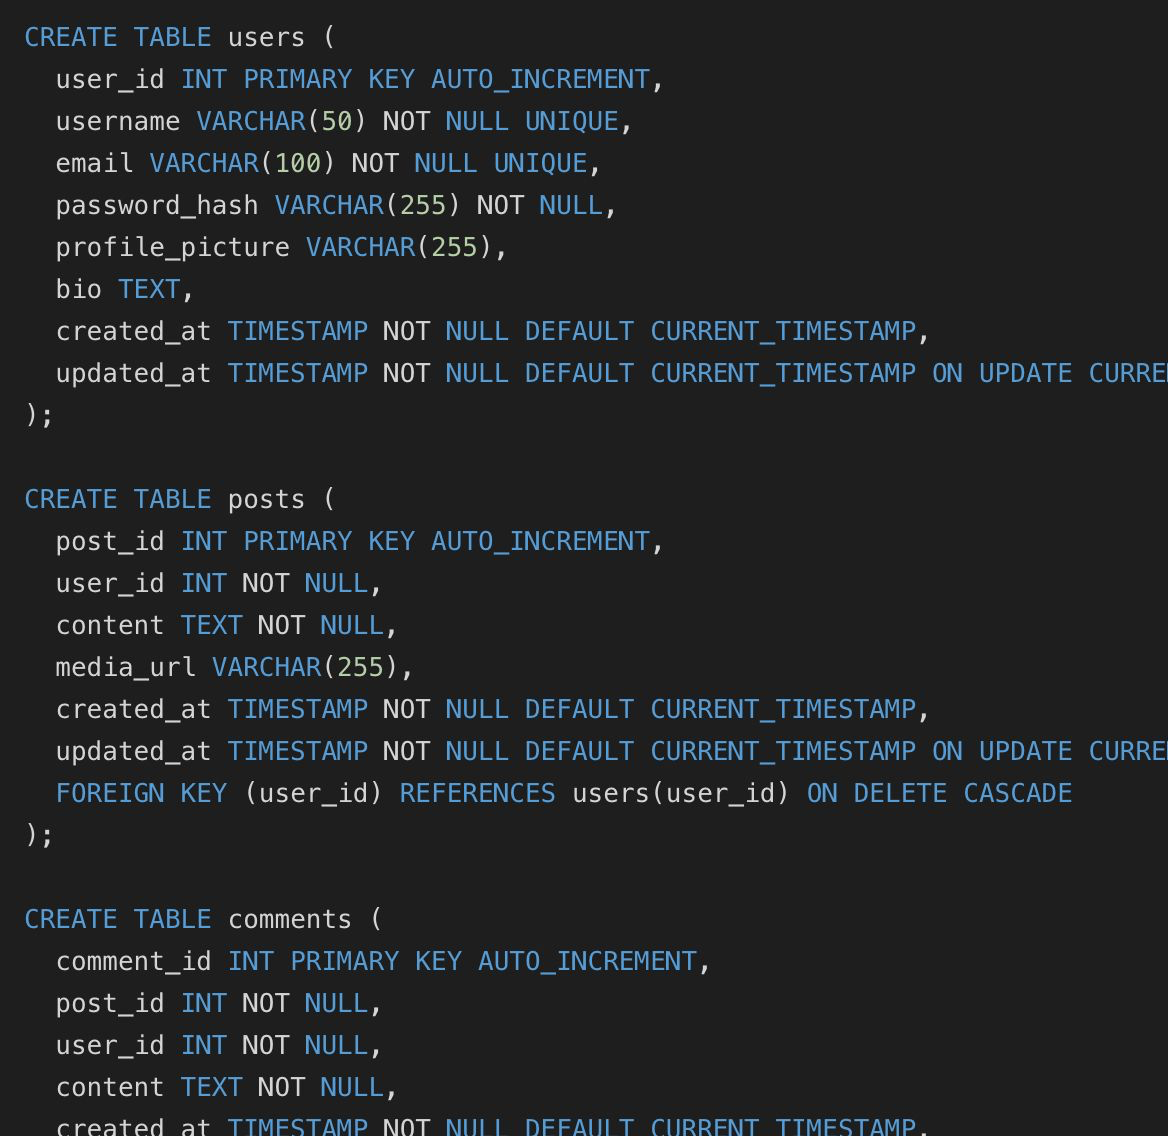 CREATE TABLE users (
  user_id INT PRIMARY KEY AUTO_INCREMENT,
  username VARCHAR(50) NOT NULL UNIQUE,
  email VARCHAR(100) NOT NULL UNIQUE,
  password_hash VARCHAR(255) NOT NULL,
  profile_picture VARCHAR(255),
  bio TEXT,
  created_at TIMESTAMP NOT NULL DEFAULT CURRENT_TIMESTAMP,
  updated_at TIMESTAMP NOT NULL DEFAULT CURRENT_TIMESTAMP ON UPDATE
);

CREATE TABLE posts (
  post_id INT PRIMARY KEY AUTO_INCREMENT,
  user_id INT NOT NULL,
  content TEXT NOT NULL,
  media_url VARCHAR(255),
  created_at TIMESTAMP NOT NULL DEFAULT CURRENT_TIMESTAMP,
  updated_at TIMESTAMP NOT NULL DEFAULT CURRENT_TIMESTAMP ON UPDATE
  FOREIGN KEY (user_id) REFERENCES users(user_id) ON DELETE CASCADE
);

CREATE TABLE comments (
  comment_id INT PRIMARY KEY AUTO_INCREMENT,
  post_id INT NOT NULL,
  user_id INT NOT NULL,
  content TEXT NOT NULL,
  created_at TIMESTAMP NOT NULL DEFAULT CURRENT_TIMESTAMP,